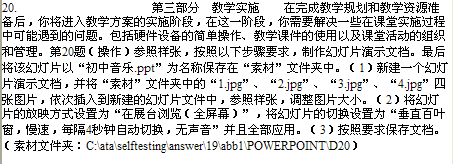 20.                第三部分  教学实施    在完成教学规划和教学资源准
备后，你将进入教学方案的实施阶段，在这一阶段，你需要解决一些在课堂实施过程
中可能遇到的问题。包括硬件设备的简单操作、教学课件的使用以及课堂活动的组织
和管理。第20题（操作）参照样张，按照以下步骤要求，制作幻灯片演示文档。最后
将该幻灯片以“初中音乐.ppt”为名称保存在“素材”文件夹中。（1）新建一个幻灯
片演示文档，并将“素材”文件夹中的“1.jpg”、“2.jpg”、“3.jpg”、“4.jpg”四
张图片，依次插入到新建的幻灯片文件中，参照样张，调整图片大小。（2）将幻灯
片的放映方式设置为“在展台浏览（全屏幕）”，将幻灯片的切换设置为“垂直百叶
窗，慢速，每隔4秒钟自动切换，无声音”并且全部应用。（3）按照要求保存文档。
（素材文件夹：C:\ata\selftesting\answer\19\abb1\POWERPOINT\D20）